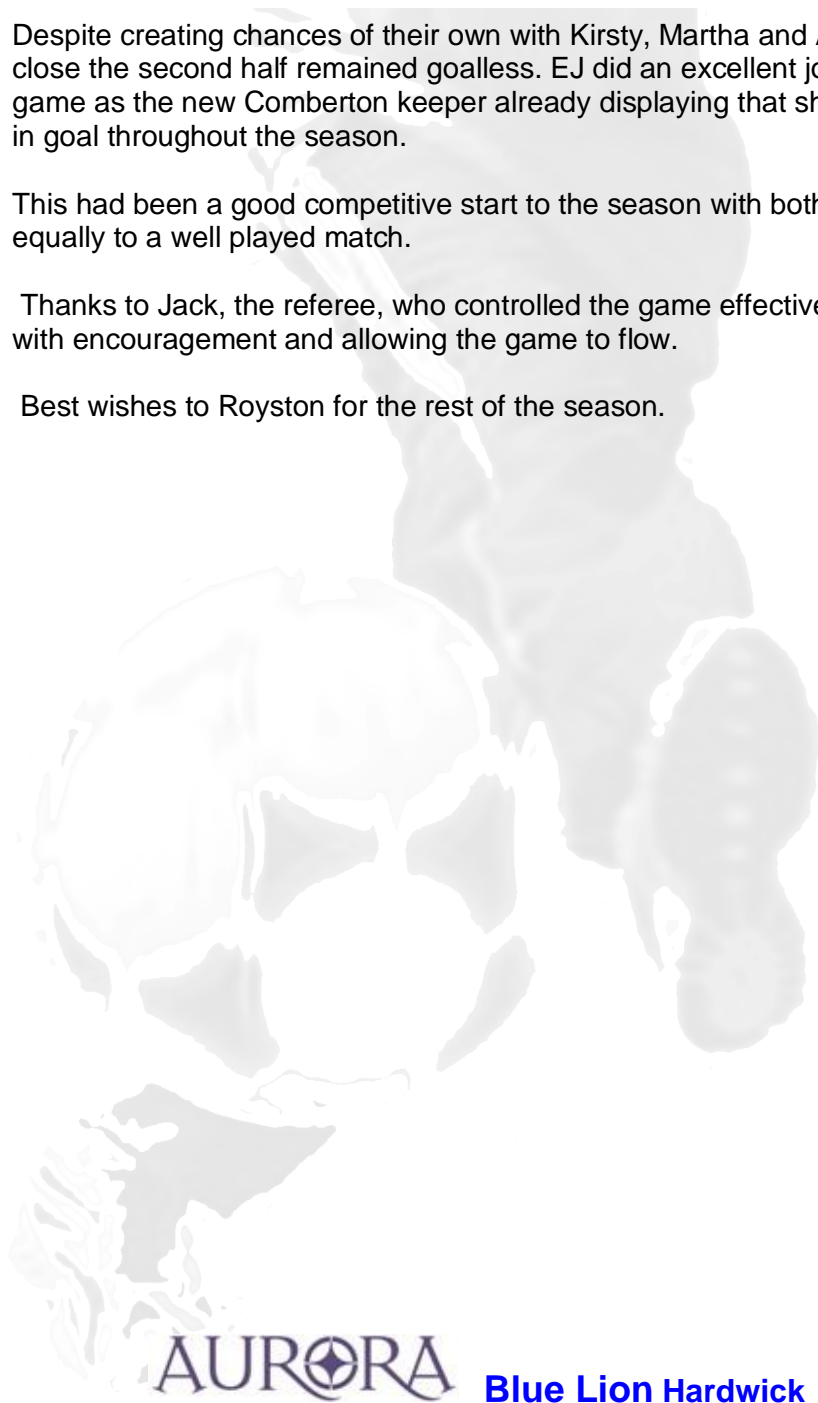 Despite creating chances of their own with Kirsty, Martha and
close the second half remained goalless. EJ did an excellent
game as the new Comberton keeper already displaying that
in goal throughout the season.
This had been a good competitive start to the season with both
equally to a well played match.
Thanks to Jack, the referee, who controlled the game
with encouragement and allowing the game to flow.
Best wishes to Royston for the rest of the season.
AURORA Blue Lion Hardwick